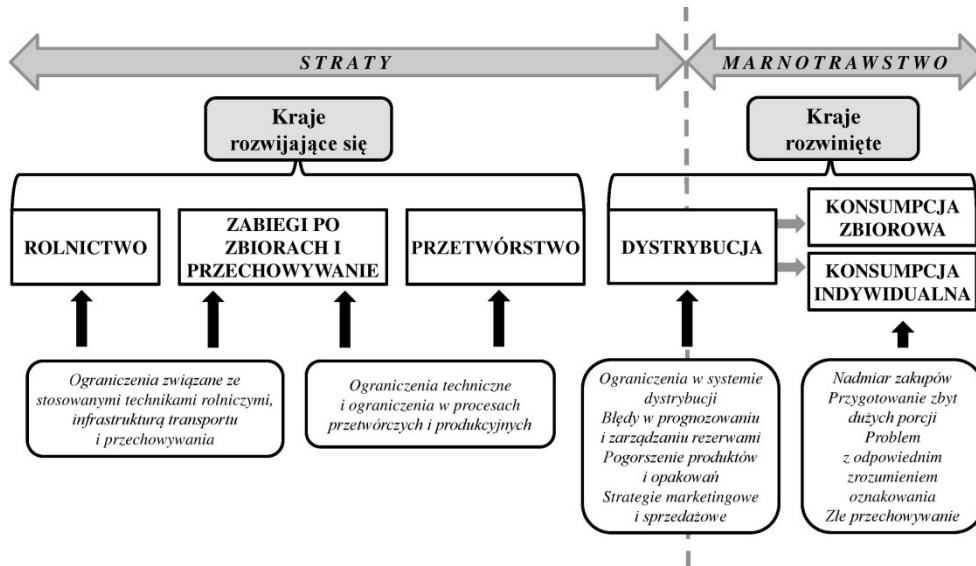 STRATY
MARNOTRAWSTWO
Kraje
rozwijające się
Kraje
rozwinięte
ROLNICTWO
ZABIEGI PO
ZBIORACH I
PRZECHOWYWANIE
PRZETWÓRSTWO
DYSTRYBUCJA
KONSUMPCJA
ZBIOROWA
KONSUMPCJA
INDYWIDUALNA
Ograniczenia związane ze
stosowanymi technikami rolniczymi,
infrastrukturą transportu
i przechowywania
Ograniczenia techniczne
i ograniczenia w procesach
przetwórczych i produkcyjnych
Ograniczenia w systemie
dystrybucji
Błędy w prognozowaniu
i zarządzaniu rezerwami
Pogorszenie produktów
i opakowań
Strategie marketingowe
i sprzedażowe
Nadmiar zakupów
Przygotowanie zbyt
dużych porcji
Problem
z odpowiednim
zrozumieniem
oznakowania
Złe przechowywanie